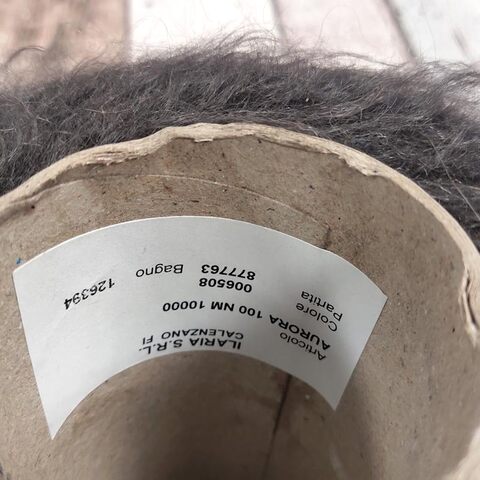 ILARIA S.R.L.
CALENZANO FI
Articolo
AURORA 100 NM 10000
Colore 006508
Partita 877763 Bagno 126394